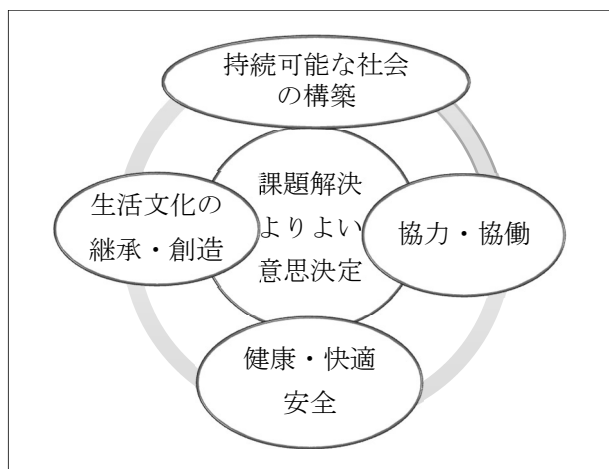 持続可能な社会
の構築
課題解決
よりよい
意思決定
生活文化の
継承・創造
協力・協働
健康・快適
安全